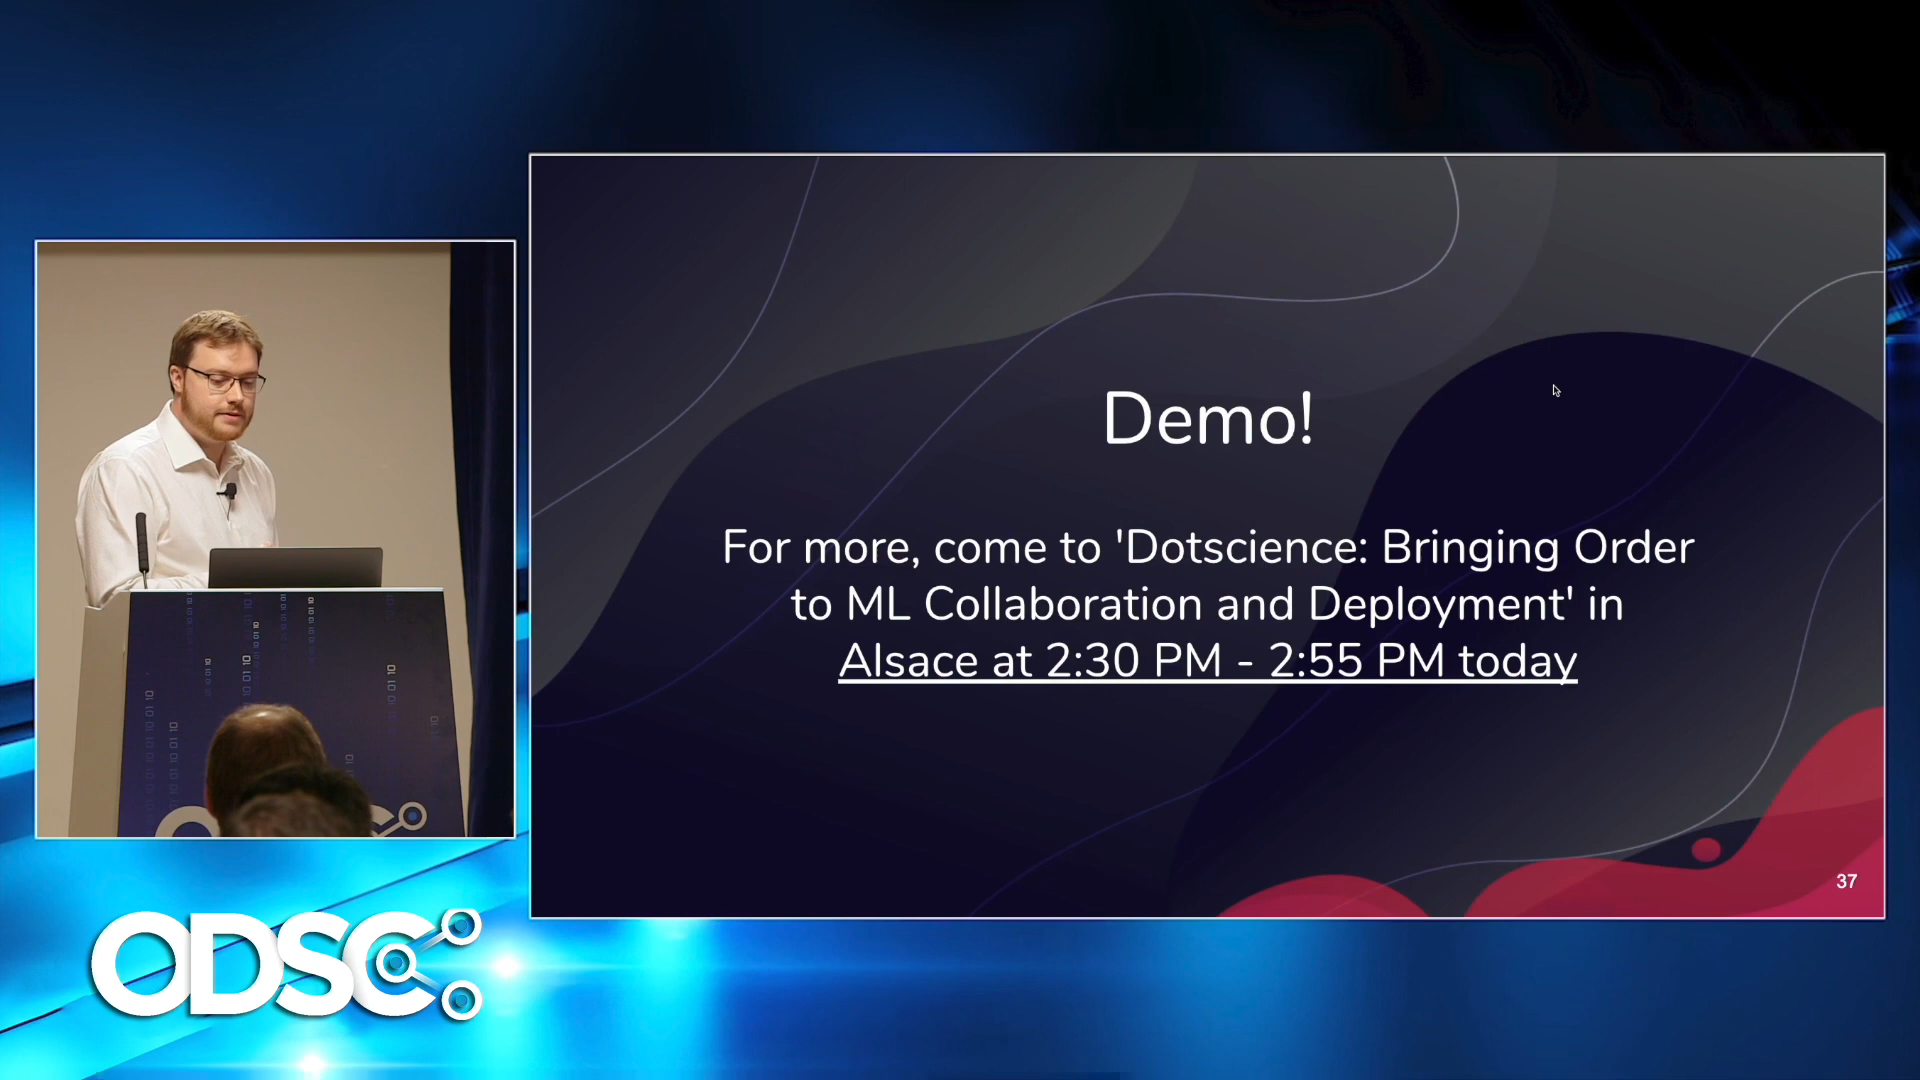 Demo!
For more, come to 'Dotscience: Bringing Order
to ML Collaboration and Deployment' in
Alsace at 2:30 PM - 2:55 PM today
37
ODSC